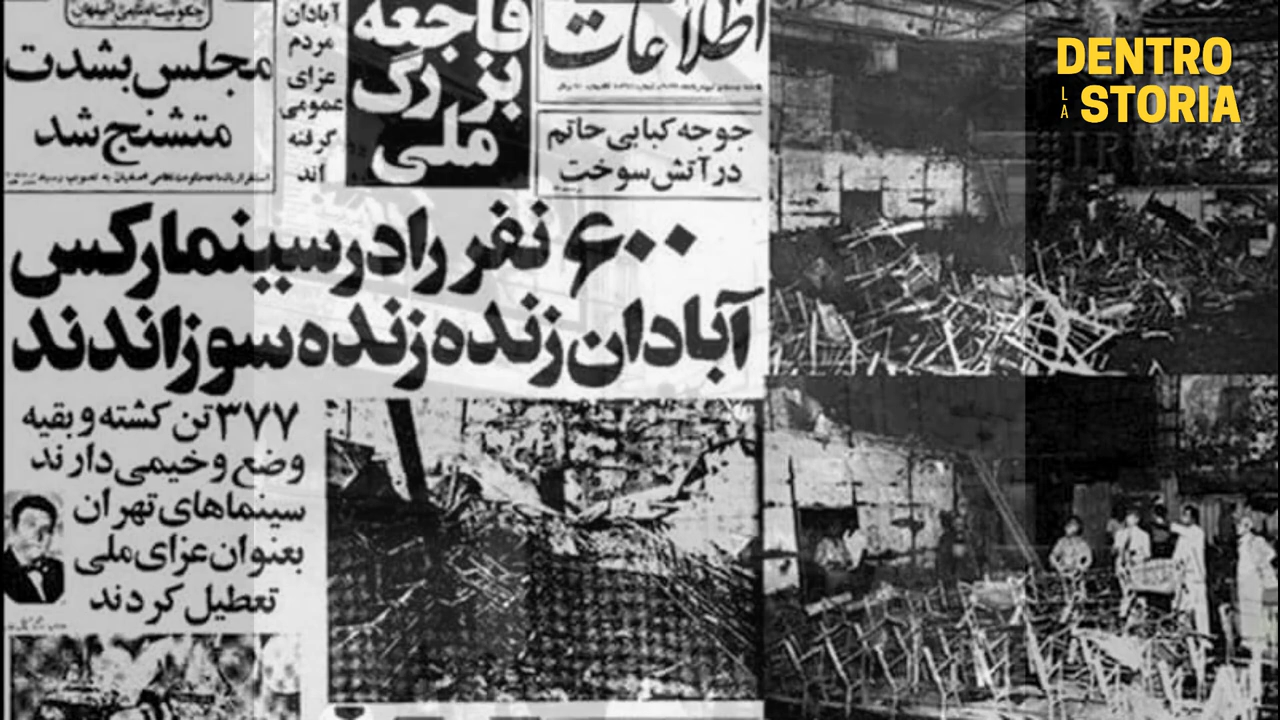 اطلاعات
جوجه کبابی حاتم
در آتش سوخت
فاجعه
بزرگ
ملی
آبادان
مردم
عزای
عمومی
گرفته
اند
مجلس بشدت
متشنج شد
۶۰۰ نفر را در سینما رکس
آبادان زنده زنده سوزاندند
۳۷۷ تن کشته و بقیه
وضع وخیمی دارند
سینماهای تهران
بعنوان عزای ملی
تعطیل کردند
DENTRO
LA STORIA